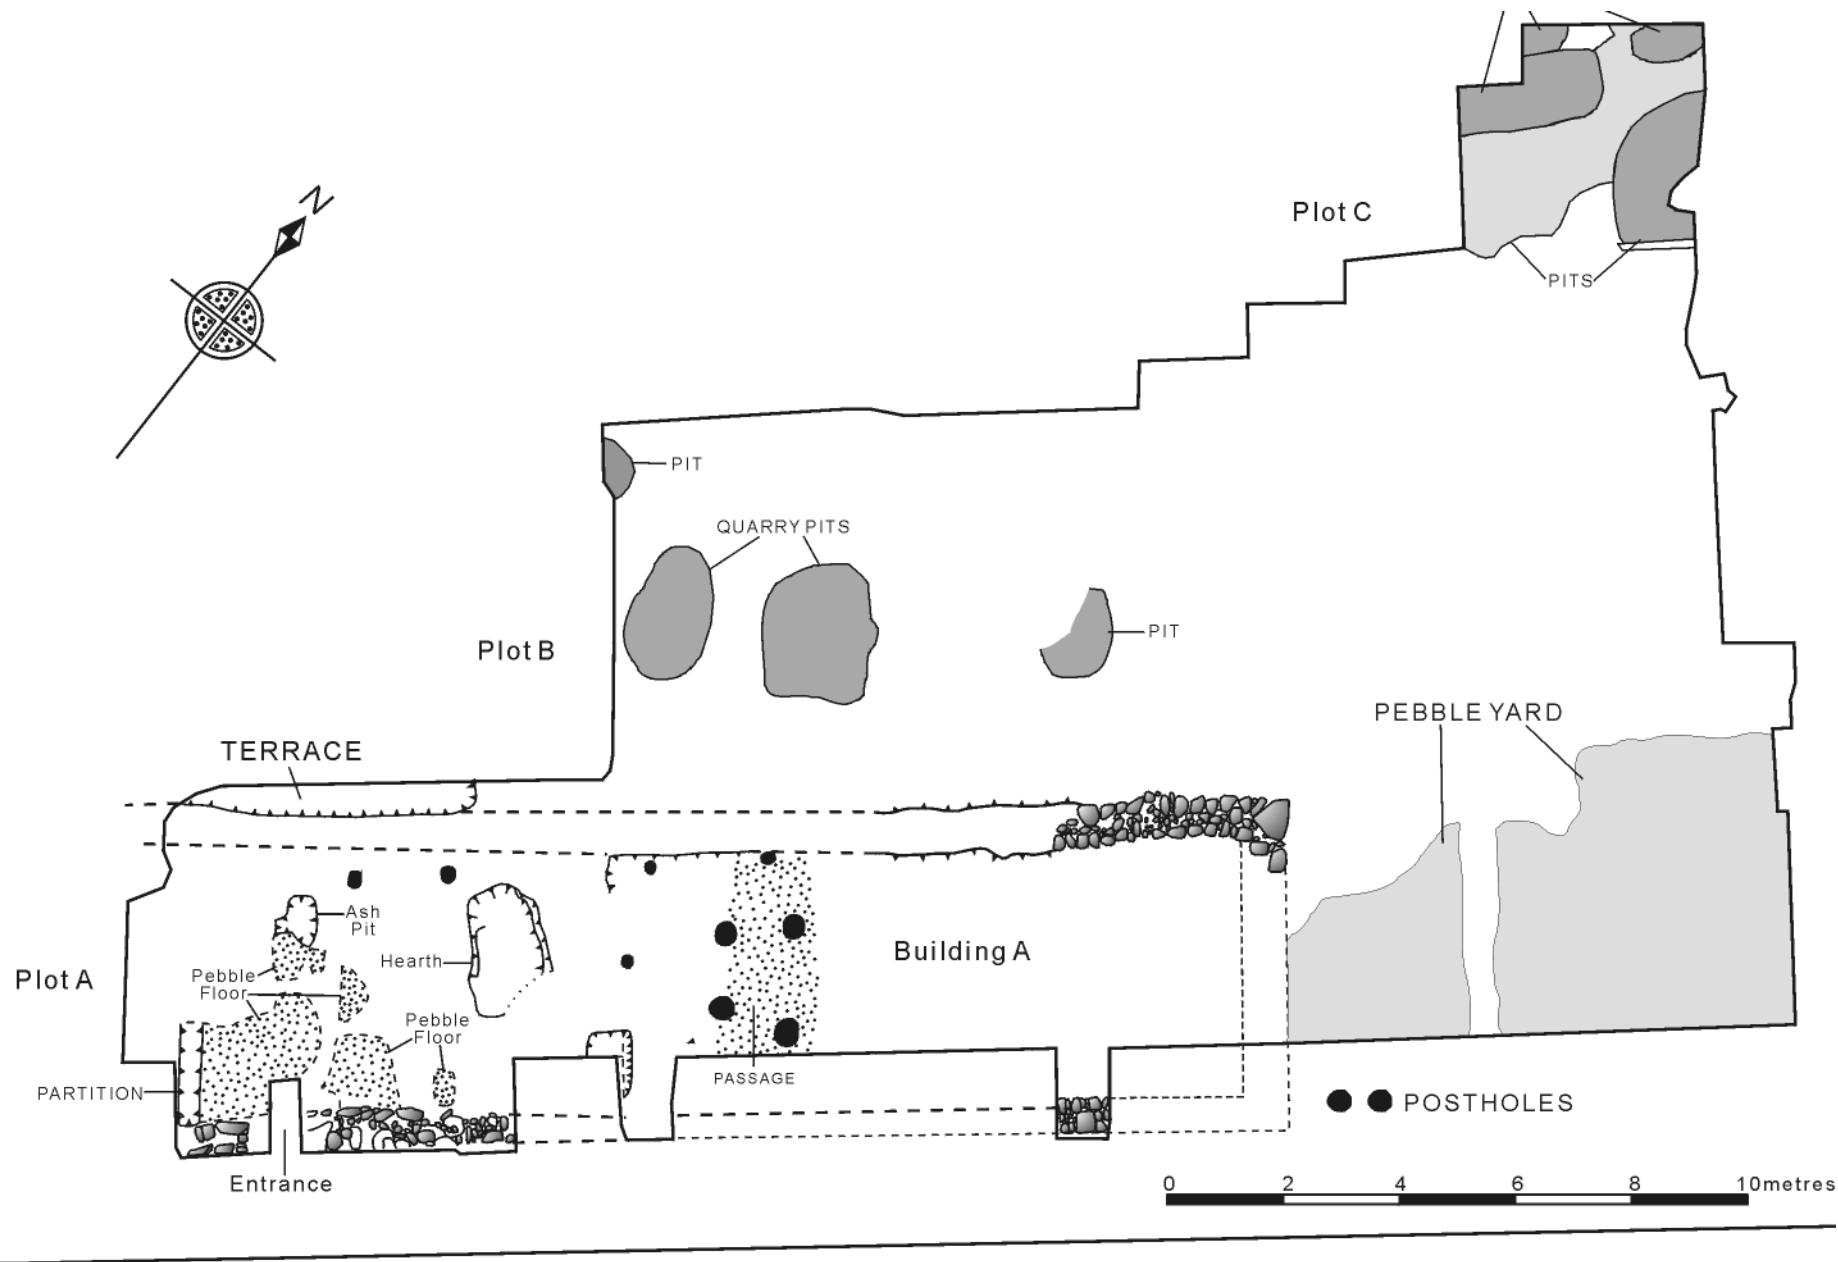 N
Plot C
PITS
PIT
QUARRY PITS
PIT
Plot B
PEBBLE YARD
TERRACE
Ash
Pit
Building A
Hearth
Plot A
Pebble
Floor
Pebble
Floor
PASSAGE
PARTITION
POSTHOLES
Entrance
0 2 4 6 8 10metres